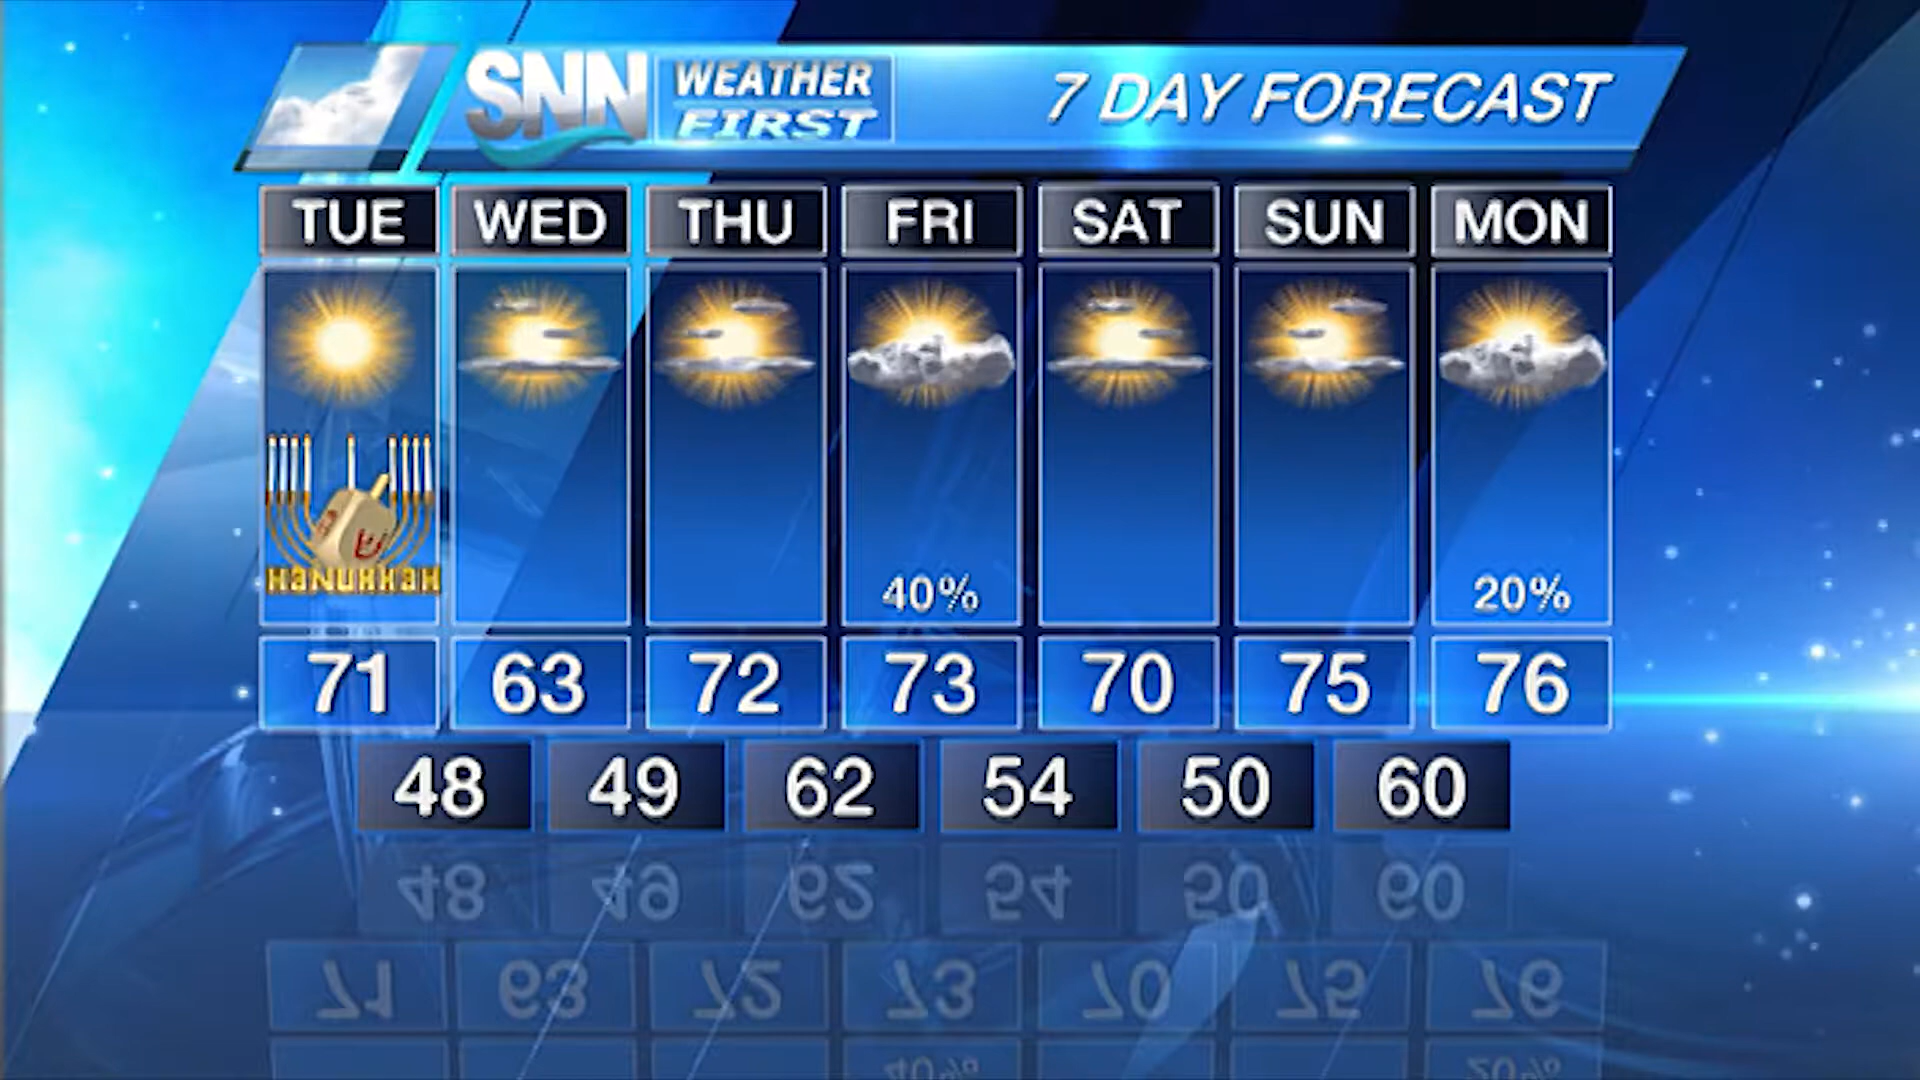 SNN WEATHER FIRST
7 DAY FORECAST
TUE WED THU FRI SAT SUN MON
ש
HANUKKAH
40% 20%
71 63 72 73 70 75 76
48 49 62 54 50 60